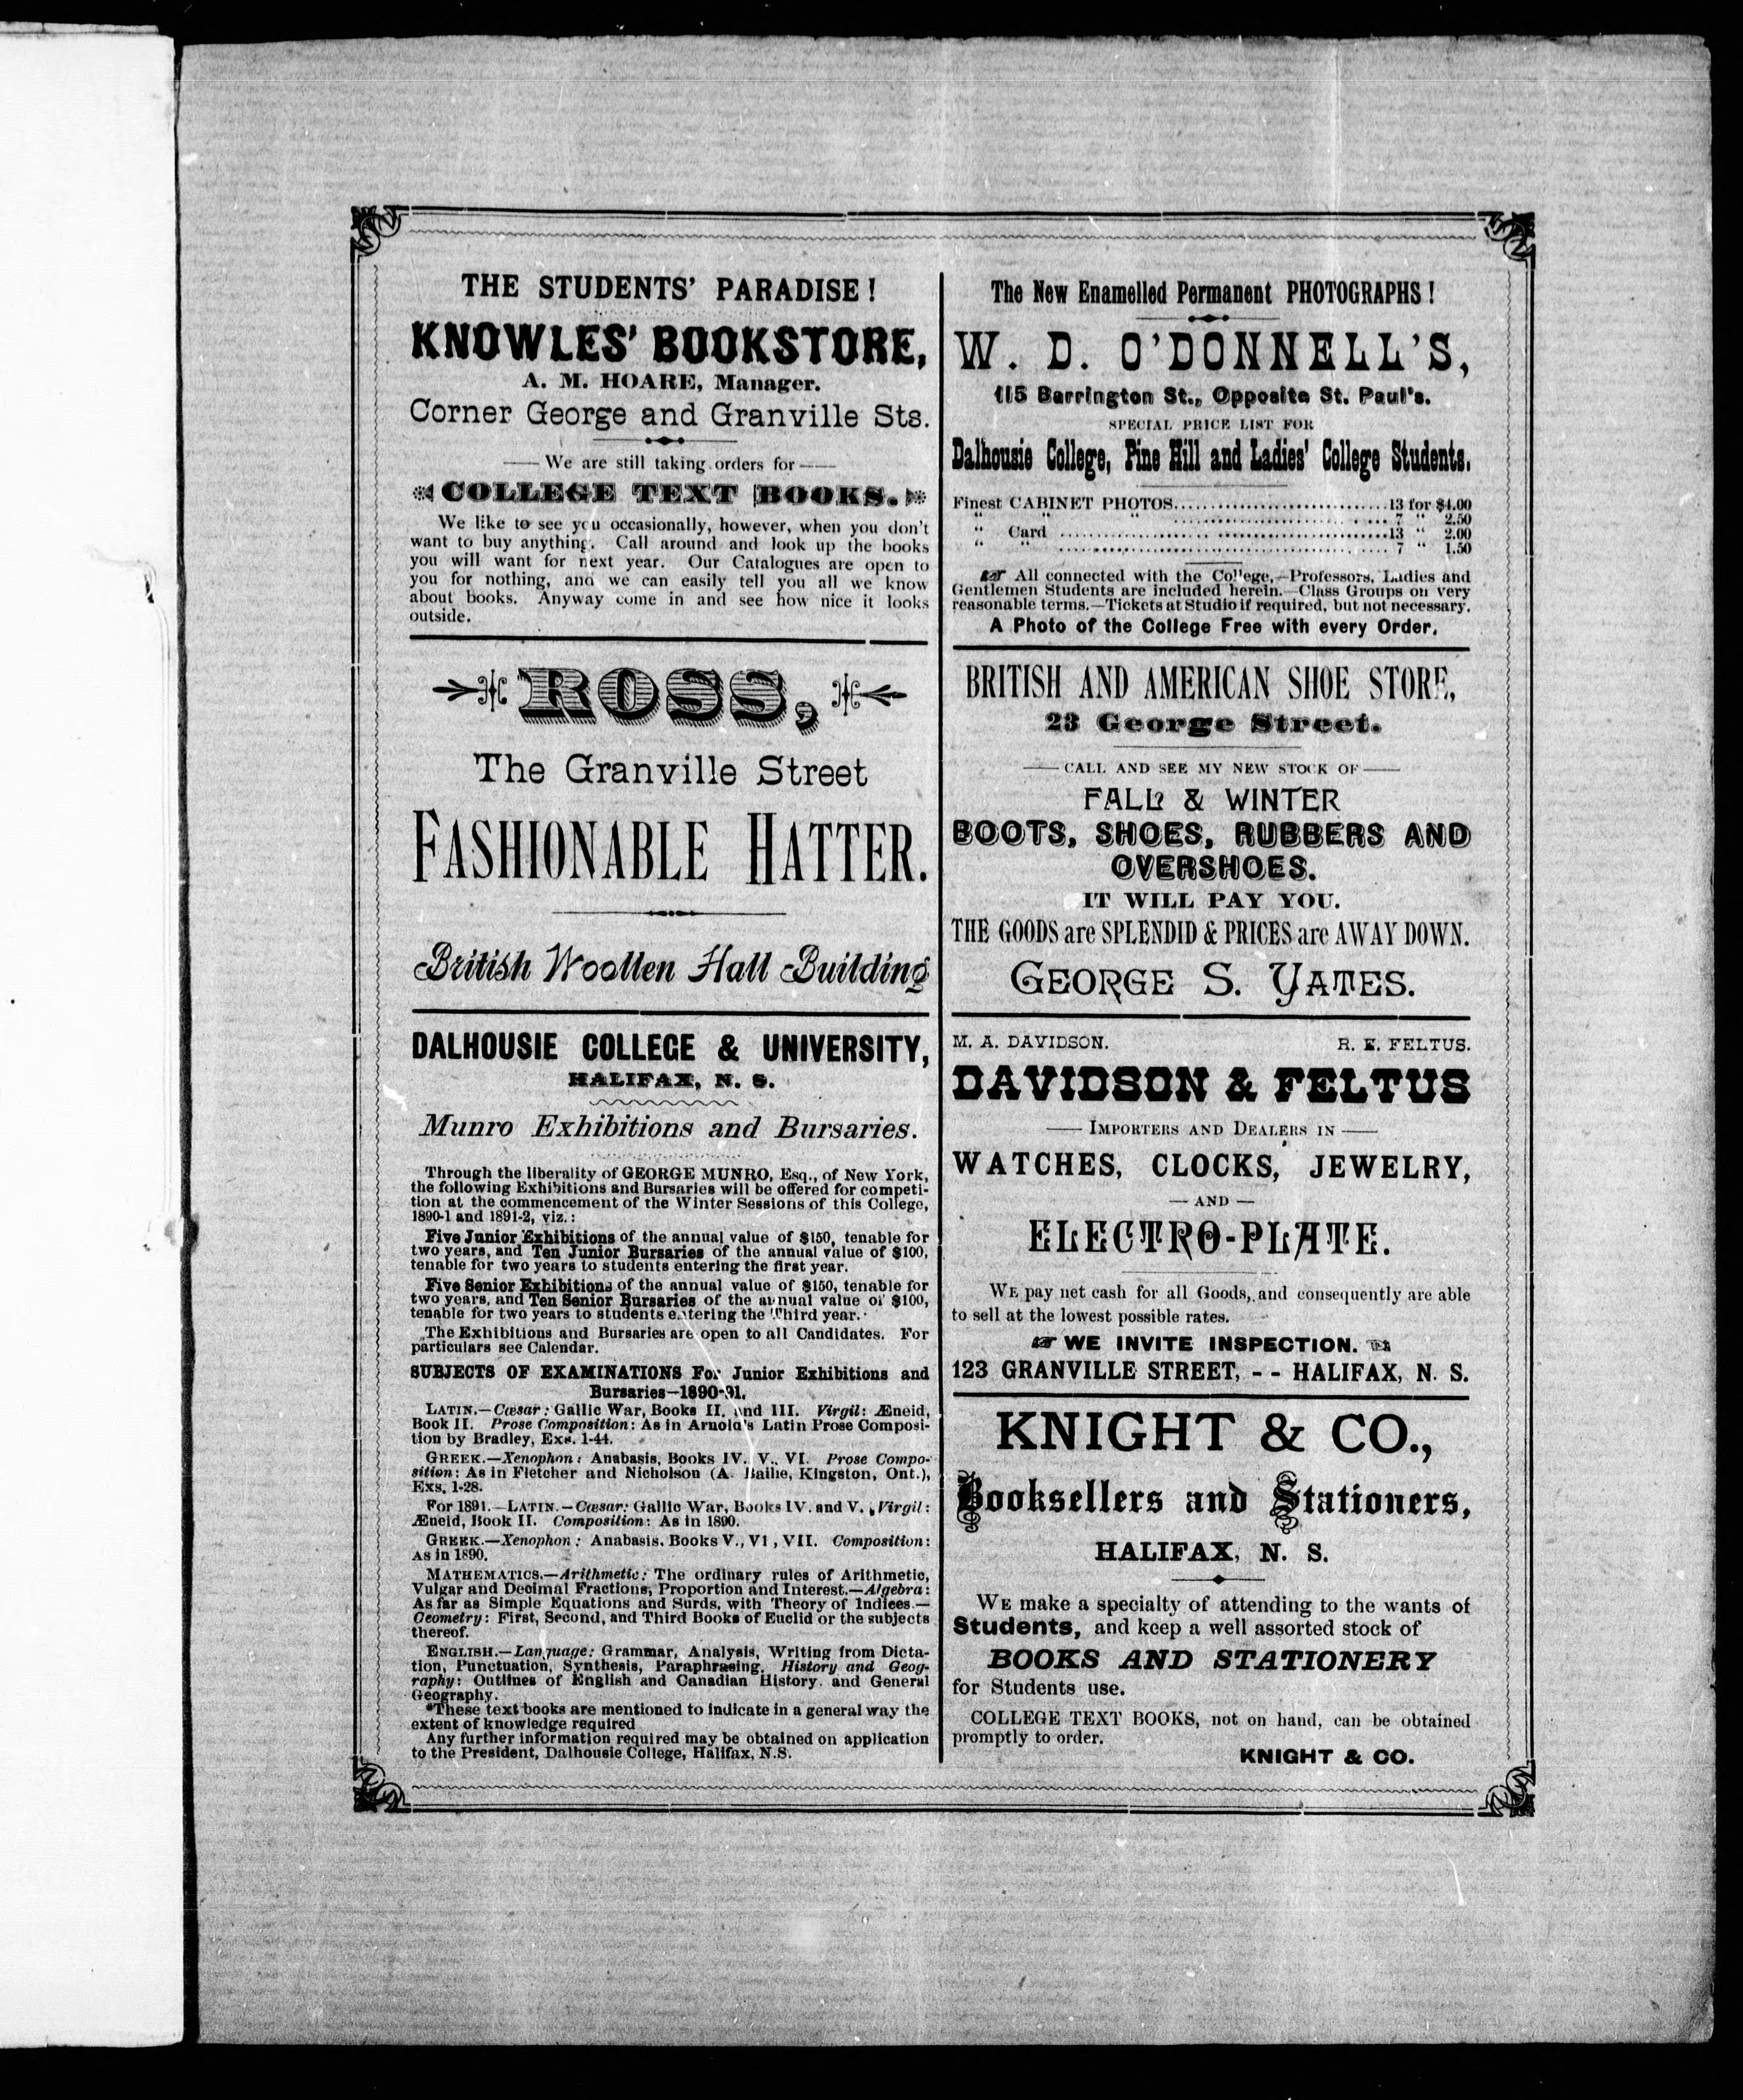 THE STUDENTS' PARADISE!
KNOWLES' BOOKSTORE,
A. M. HOARE, Manager.
Corner George and Granville Sts.
We are still taking orders for
COLLEGE TEXT BOOKS.
We like to see you occasionally, however, when you don't
want to buy anything. Call around and look up the books
you will want for next year. Our Catalogues are open to
you for nothing, and we can easily tell you all we know
about books. Anyway come in and see how nice it looks
outside.
ROSS,
The Granville Street
FASHIONABLE HATTER.
British Woollen Hall Building
DALHOUSIE COLLEGE & UNIVERSITY,
HALIFAX, N. S.
Munro Exhibitions and Bursaries.
Through the liberality of GEORGE MUNRO, Esq., of New York,
the following Exhibitions and Bursaries will be offered for competi-
tion at the commencement of the Winter Sessions of this College,
1890-1 and 1891-2, viz.:
Five Junior Exhibitions of the annual value of $150, tenable for
two years, and Ten Junior Bursaries of the annual value of $100,
tenable for two years to students entering the first year.
Five Senior Exhibitions of the annual value of $150, tenable for
two years, and Ten Senior Bursaries of the annual value of $100,
tenable for two years to students entering the Third year.
The Exhibitions and Bursaries are open to all Candidates. For
particulars see Calendar.
SUBJECTS OF EXAMINATIONS For Junior Exhibitions and
Bursaries—1890-91.
LATIN.—Cæsar: Gallic War, Books II. and III. Virgil: Æneid,
Book II. Prose Composition: As in Arnold's Latin Prose Composi-
tion by Bradley, Exs. 1-44.
GREEK.—Xenophon: Anabasis, Books IV. V., VI. Prose Compo-
sition: As in Fletcher and Nicholson (A. Bailie, Kingston, Ont.),
Exs. 1-28.
For 1891.—LATIN.—Cæsar: Gallic War, Books IV. and V. Virgil:
Æneid, Book II. Composition: As in 1890.
GREEK.—Xenophon: Anabasis. Books V., VI, VII. Composition:
As in 1890.
MATHEMATICS.—Arithmetic: The ordinary rules of Arithmetic,
Vulgar and Decimal Fractions, Proportion and Interest.—Algebra:
As far as Simple Equations and Surds, with Theory of Indices.—
Geometry: First, Second, and Third Books of Euclid or the subjects
thereof.
ENGLISH.—Language: Grammar, Analysis, Writing from Dicta-
tion, Punctuation, Synthesis, Paraphrasing. History and Geog-
raphy: Outlines of English and Canadian History, and General
Geography.
*These text books are mentioned to indicate in a general way the
extent of knowledge required
Any further information required may be obtained on application
to the President, Dalhousie College, Halifax, N.S.
The New Enamelled Permanent PHOTOGRAPHS!
W. D. O'DONNELL'S,
115 Barrington St., Opposite St. Paul's.
SPECIAL PRICE LIST FOR
Dalhousie College, Pine Hill and Ladies' College Students.
Finest CABINET PHOTOS..............................13 for $4.00
" " " .............................. 7 " 2.50
" Card ..............................13 " 2.00
" " .............................. 7 " 1.50
☞ All connected with the College,—Professors, Ladies and
Gentlemen Students are included herein.—Class Groups on very
reasonable terms.—Tickets at Studio if required, but not necessary.
A Photo of the College Free with every Order.
BRITISH AND AMERICAN SHOE STORE,
23 George Street.
CALL AND SEE MY NEW STOCK OF
FALL & WINTER
BOOTS, SHOES, RUBBERS AND
OVERSHOES.
IT WILL PAY YOU.
THE GOODS are SPLENDID & PRICES are AWAY DOWN.
GEORGE S. YATES.
M. A. DAVIDSON. R. E. FELTUS.
DAVIDSON & FELTUS
IMPORTERS AND DEALERS IN
WATCHES, CLOCKS, JEWELRY,
— AND —
ELECTRO-PLATE.
WE pay net cash for all Goods, and consequently are able
to sell at the lowest possible rates.
☞ WE INVITE INSPECTION. ☜
123 GRANVILLE STREET, - - HALIFAX, N. S.
KNIGHT & CO.,
Booksellers and Stationers,
HALIFAX, N. S.
WE make a specialty of attending to the wants of
Students, and keep a well assorted stock of
BOOKS AND STATIONERY
for Students use.
COLLEGE TEXT BOOKS, not on hand, can be obtained
promptly to order.
KNIGHT & CO.